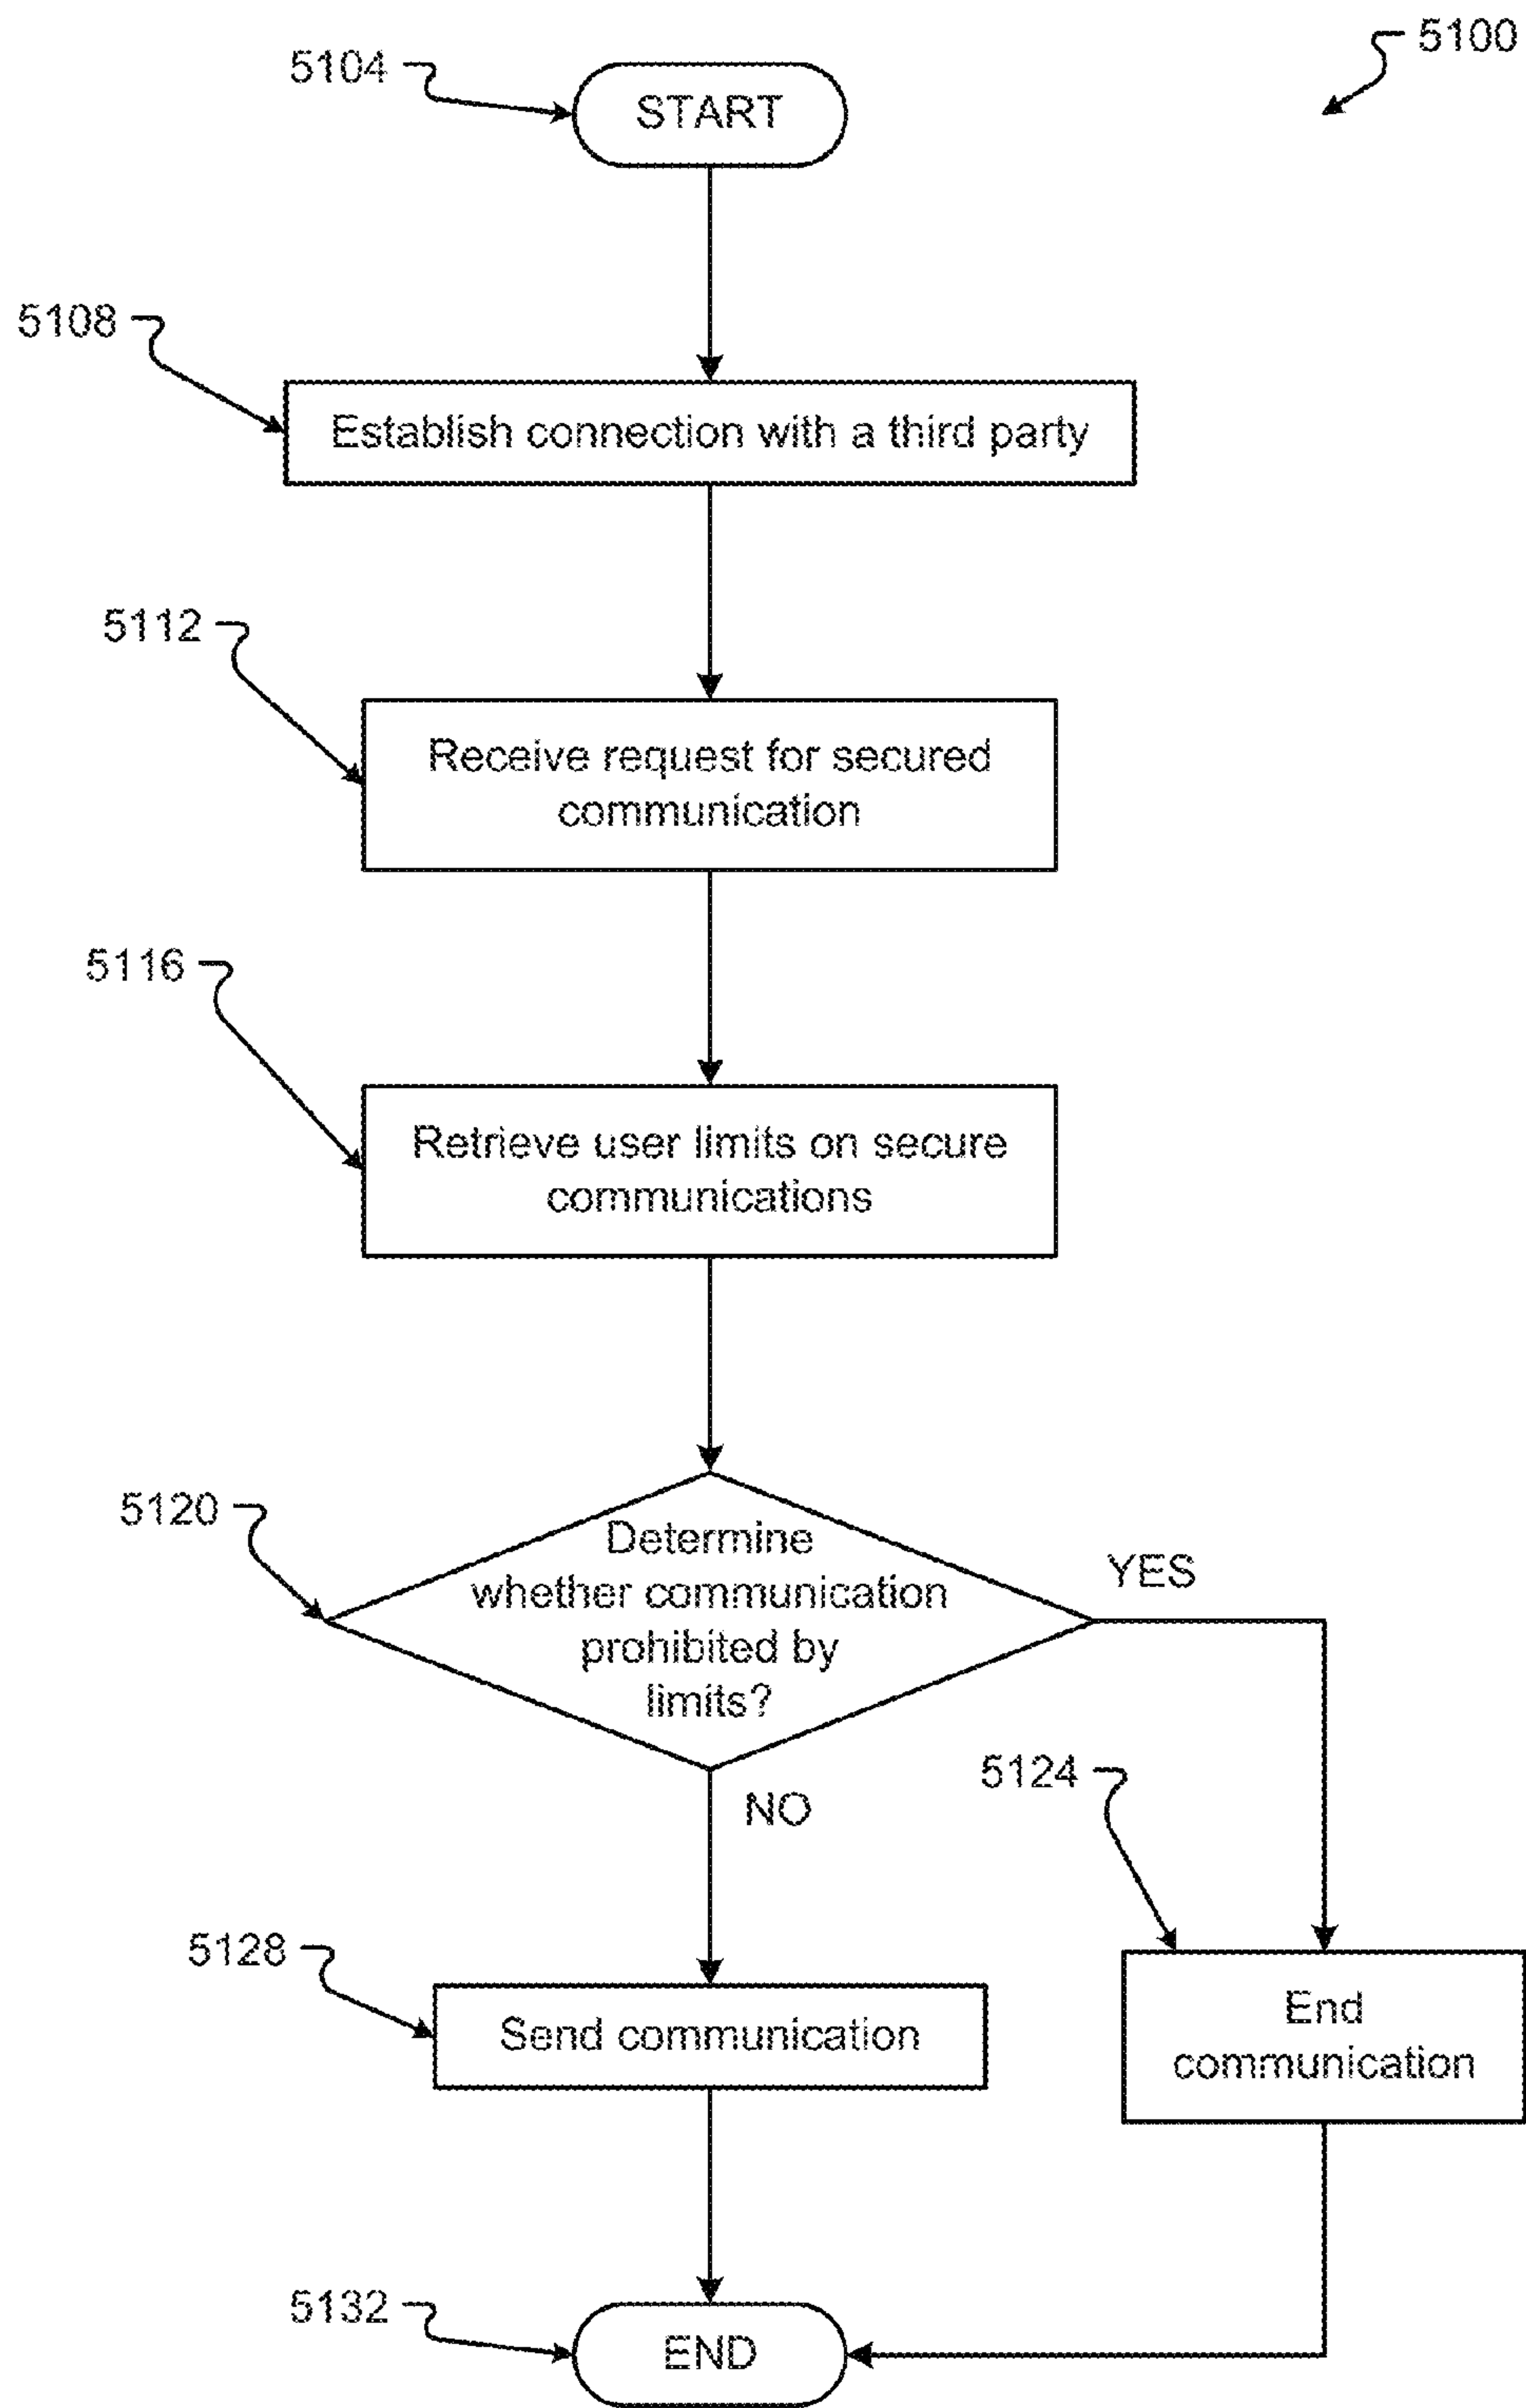 5100
5104
START
5108
Establish connection with a third party
5112
Receive request for secured
communication
5116
Retrieve user limits on secure
communications
5120
Determine
whether communication
prohibited by
limits?
YES
NO
5124
End
communication
5128
Send communication
5132
END